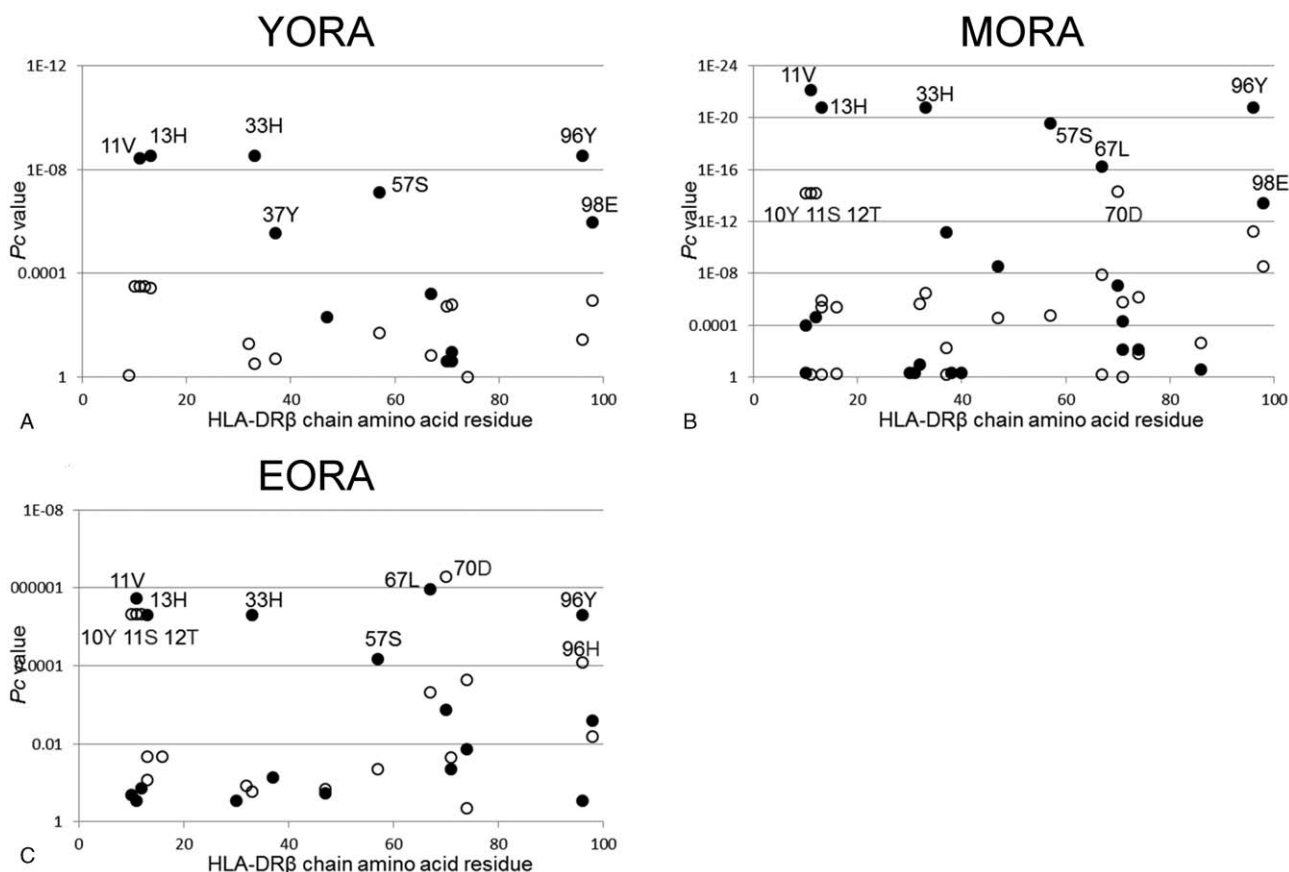 YORA
1E-12
1E-08
0.0001
1
Pc value
11V
13H
33H
37Y
57S
96Y
98E
0 20 40 60 80 100
HLA-DRβ chain amino acid residue
A
MORA
1E-24
1E-20
1E-16
1E-12
1E-08
0.0001
1
Pc value
11V
13H
33H
57S
67L
96Y
98E
10Y 11S 12T
70D
0 20 40 60 80 100
HLA-DRβ chain amino acid residue
B
EORA
1E-08
000001
.0001
0.01
1
Pc value
11V
13H
33H
67L
70D
96Y
10Y 11S 12T
57S
96H
0 20 40 60 80 100
HLA-DRβ chain amino acid residue
C